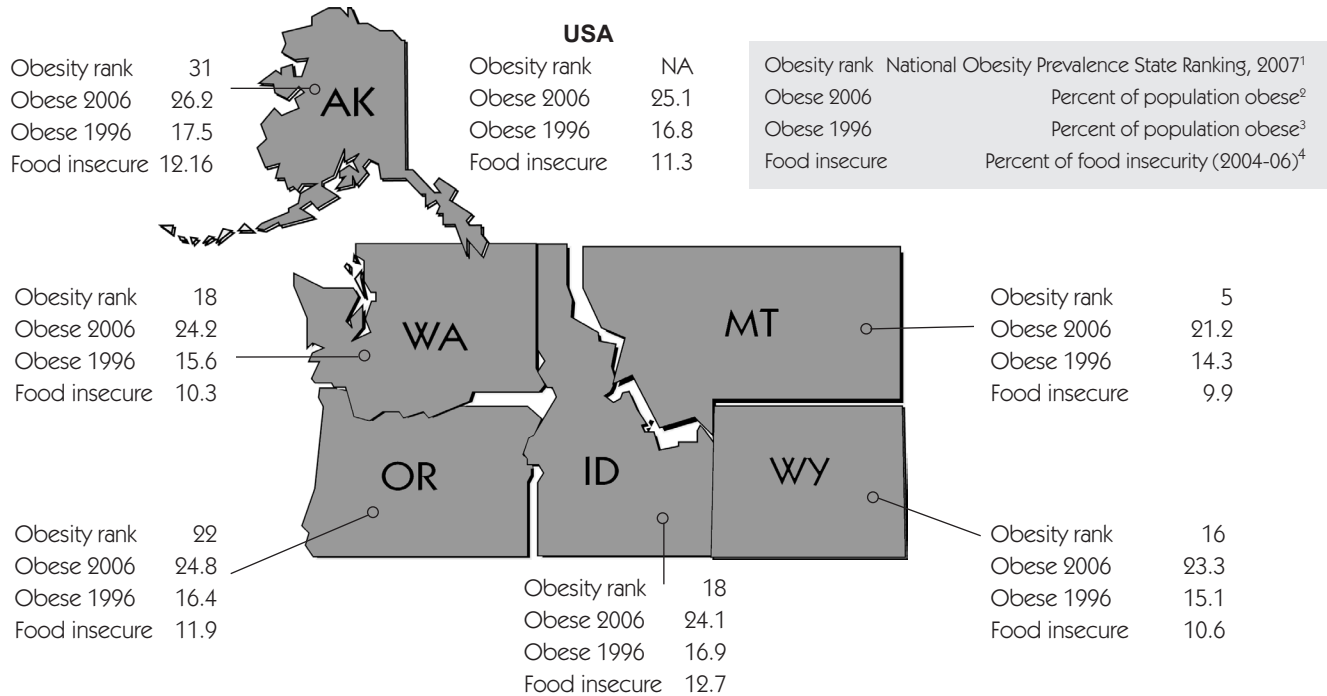 USA
Obesity rank 31
Obese 2006 26.2
Obese 1996 17.5
Food insecure 12.16
AK
Obesity rank NA
Obese 2006 25.1
Obese 1996 16.8
Food insecure 11.3
Obesity rank National Obesity Prevalence State Ranking, 2007¹
Obese 2006 Percent of population obese²
Obese 1996 Percent of population obese³
Food insecure Percent of food insecurity (2004-06)⁴
Obesity rank 18
Obese 2006 24.2
Obese 1996 15.6
Food insecure 10.3
WA
MT
Obesity rank 5
Obese 2006 21.2
Obese 1996 14.3
Food insecure 9.9
OR
ID
WY
Obesity rank 22
Obese 2006 24.8
Obese 1996 16.4
Food insecure 11.9
Obesity rank 18
Obese 2006 24.1
Obese 1996 16.9
Food insecure 12.7
Obesity rank 16
Obese 2006 23.3
Obese 1996 15.1
Food insecure 10.6